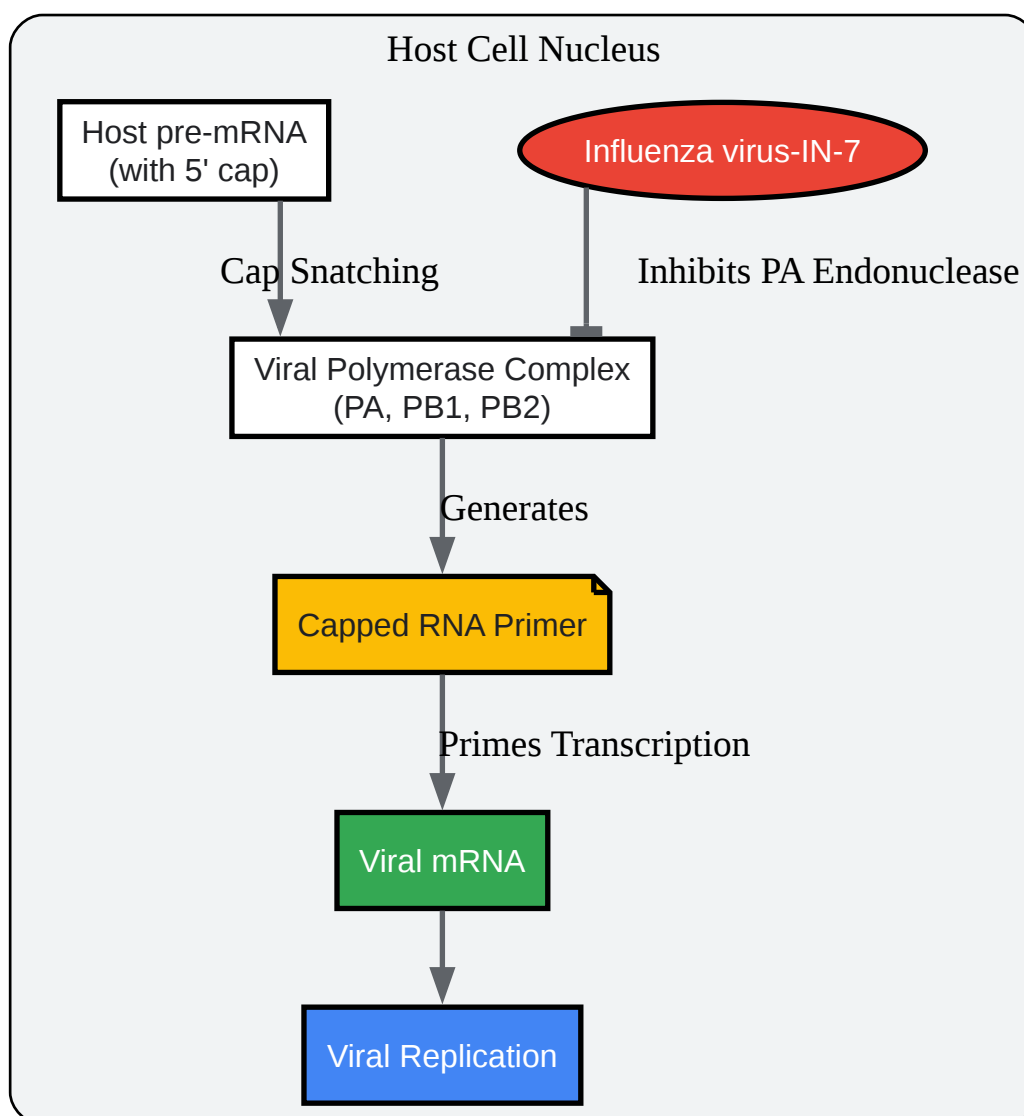 Host Cell Nucleus
Host pre-mRNA
(with 5' cap)
Influenza virus-IN-7
Cap Snatching
Inhibits PA Endonuclease
Viral Polymerase Complex
(PA, PB1, PB2)
Generates
Capped RNA Primer
Primes Transcription
Viral mRNA
Viral Replication